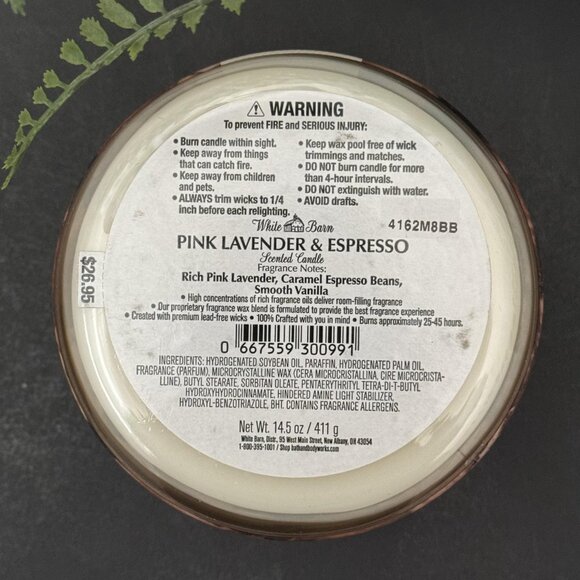 ⚠ WARNING
To prevent FIRE and SERIOUS INJURY:
• Burn candle within sight.
• Keep away from things
that can catch fire.
• Keep away from children
and pets.
• ALWAYS trim wicks to 1/4
inch before each relighting.
• Keep wax pool free of wick
trimmings and matches.
• DO NOT burn candle for more
than 4-hour intervals.
• DO NOT extinguish with water.
• AVOID drafts.
White Barn
4162M8BB
PINK LAVENDER & ESPRESSO
Scented Candle
Fragrance Notes:
Rich Pink Lavender, Caramel Espresso Beans,
Smooth Vanilla
• High concentrations of rich fragrance oils deliver room-filling fragrance
• Our proprietary fragrance wax blend is formulated to provide the best fragrance experience
• Created with premium lead-free wicks • 100% Crafted with you in mind • Burns approximately 25-45 hours.
0 667559 300991
INGREDIENTS: HYDROGENATED SOYBEAN OIL, PARAFFIN, HYDROGENATED PALM OIL,
FRAGRANCE (PARFUM), MICROCRYSTALLINE WAX (CERA MICROCRISTALLINA, CIRE MICROCRISTAL-
LINE), BUTYL STEARATE, SORBITAN OLEATE, PENTAERYTHRITYL TETRA-DI-T-BUTYL
HYDROXYHYDROCINNAMATE, HINDERED AMINE LIGHT STABILIZER,
HYDROXYL-BENZOTRIAZOLE, BHT. CONTAINS FRAGRANCE ALLERGENS.
Net Wt. 14.5 oz / 411 g
White Barn, Distr., 95 West Main Street, New Albany, OH 43054
1-800-395-1001 / Shop bathandbodyworks.com
$26.95